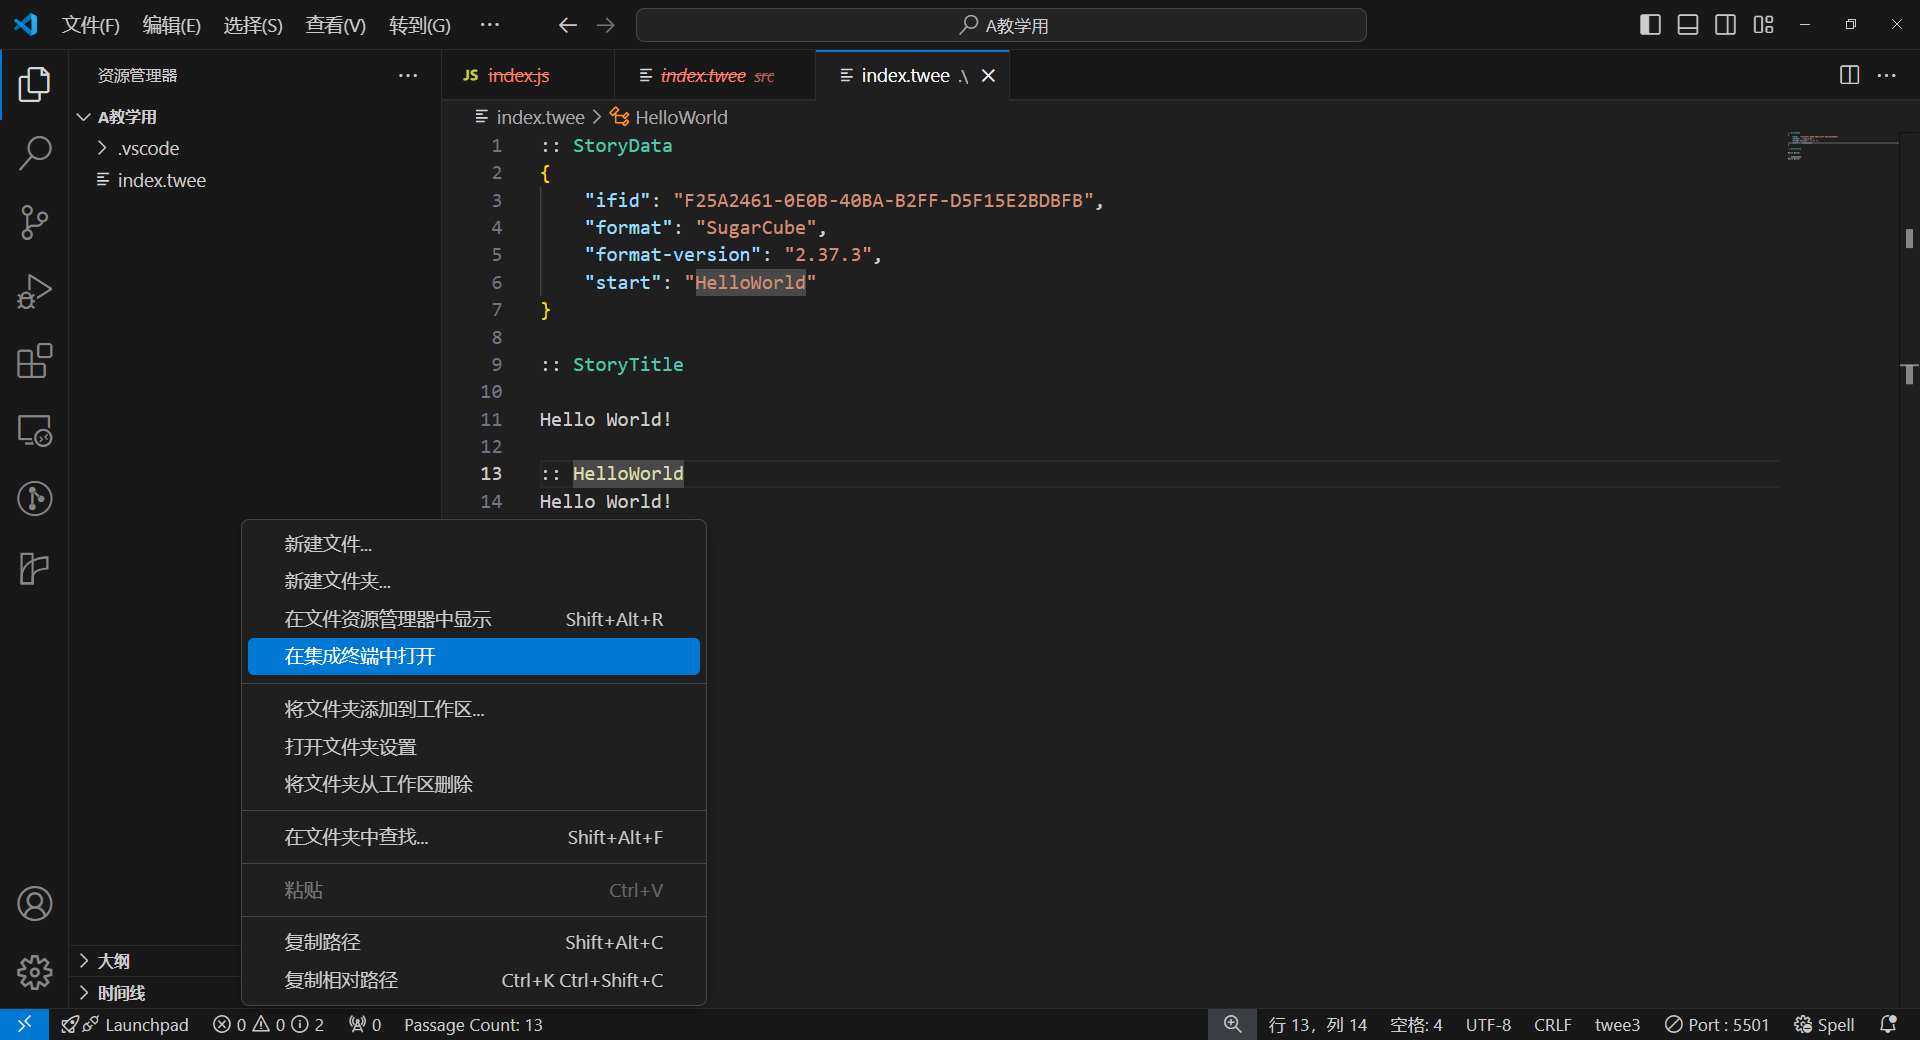 文件(F) 编辑(E) 选择(S) 查看(V) 转到(G) ··· A教学用
资源管理器 ···
JS index.js index.twee src index.twee .\
A教学用
.vscode
index.twee
index.twee > HelloWorld
1 :: StoryData
2 {
3 "ifid": "F25A2461-0E0B-40BA-B2FF-D5F15E2BDBFB",
4 "format": "SugarCube",
5 "format-version": "2.37.3",
6 "start": "HelloWorld"
7 }
8
9 :: StoryTitle
10
11 Hello World!
12
13 :: HelloWorld
14 Hello World!
新建文件...
新建文件夹...
在文件资源管理器中显示 Shift+Alt+R
在集成终端中打开
将文件夹添加到工作区...
打开文件夹设置
将文件夹从工作区删除
在文件夹中查找... Shift+Alt+F
粘贴 Ctrl+V
复制路径 Shift+Alt+C
复制相对路径 Ctrl+K Ctrl+Shift+C
大纲
时间线
Launchpad 0 0 2 0 Passage Count: 13 行 13，列 14 空格: 4 UTF-8 CRLF twee3 Port : 5501 Spell